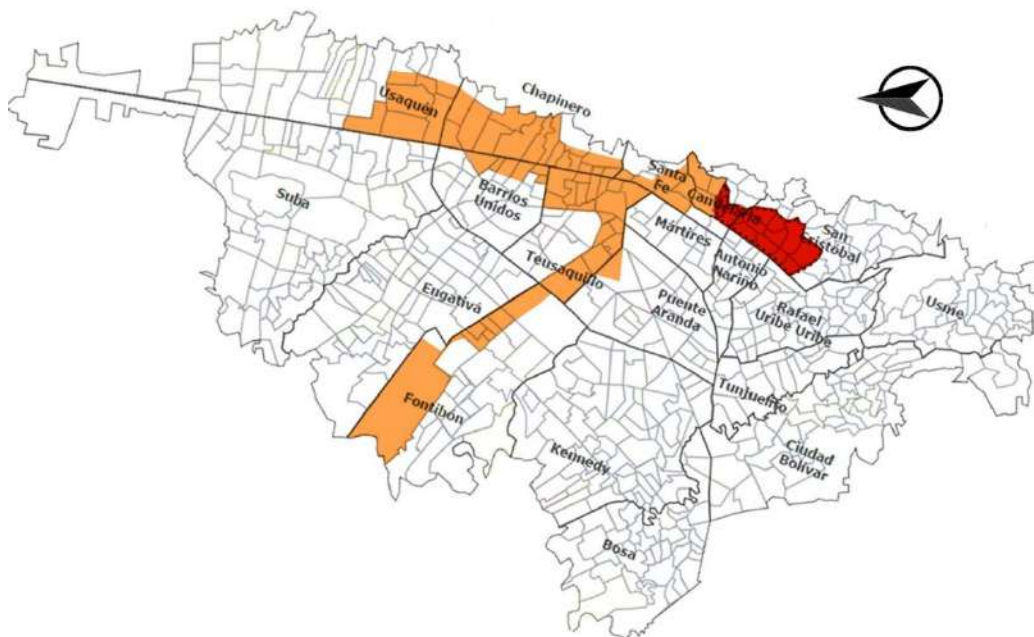 Chapinero
Usaquén
Santa
Fe
Candelaria
Suba
Barrios
Unidos
Mártires
San
Cristóbal
Antonio
Nariño
Teusaquillo
Engativá
Puente
Aranda
Rafael
Uribe Uribe
Usme
Tunjuelito
Fontibón
Kennedy
Ciudad
Bolívar
Bosa